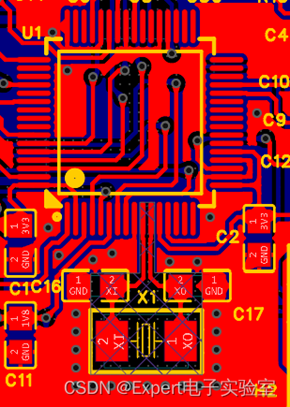 U1
C4
C10
C9
C12
1 3V3
2 GND
C2
1 3V3
2 GND
C1 C16
1 GND
2 XI
2 XO
1 GND
X1
C17
1 1V8
2 GND
2 XI
1 XO
C11
CSDN @Expert电子实验室